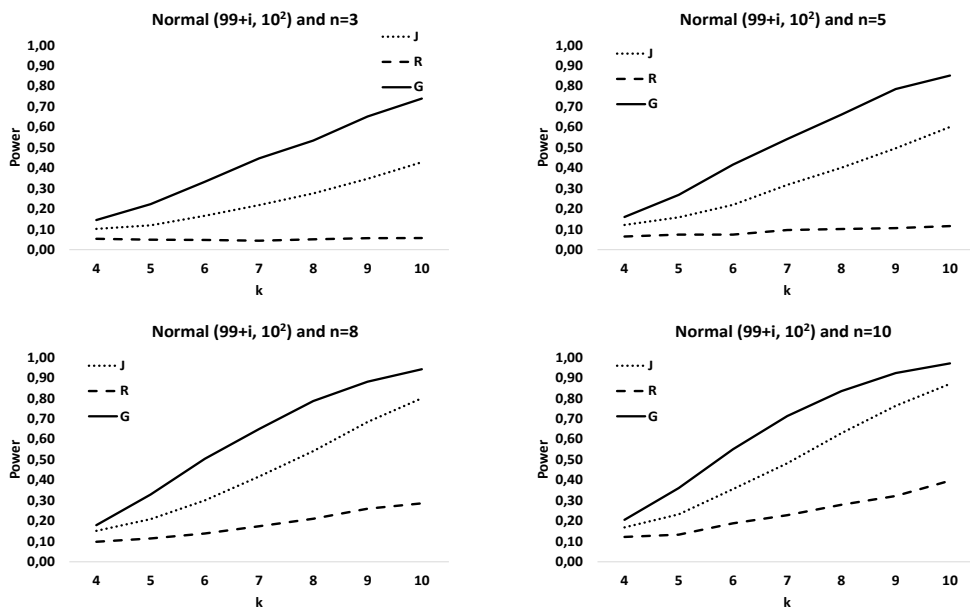 Normal (99+i, 10²) and n=3
J
R
G
1,00
0,90
0,80
0,70
0,60
0,50
0,40
0,30
0,20
0,10
0,00
Power
4 5 6 7 8 9 10
k
Normal (99+i, 10²) and n=5
J
R
G
1,00
0,90
0,80
0,70
0,60
0,50
0,40
0,30
0,20
0,10
0,00
Power
4 5 6 7 8 9 10
k
Normal (99+i, 10²) and n=8
J
R
G
1,00
0,90
0,80
0,70
0,60
0,50
0,40
0,30
0,20
0,10
0,00
Power
4 5 6 7 8 9 10
k
Normal (99+i, 10²) and n=10
J
R
G
1,00
0,90
0,80
0,70
0,60
0,50
0,40
0,30
0,20
0,10
0,00
Power
4 5 6 7 8 9 10
k